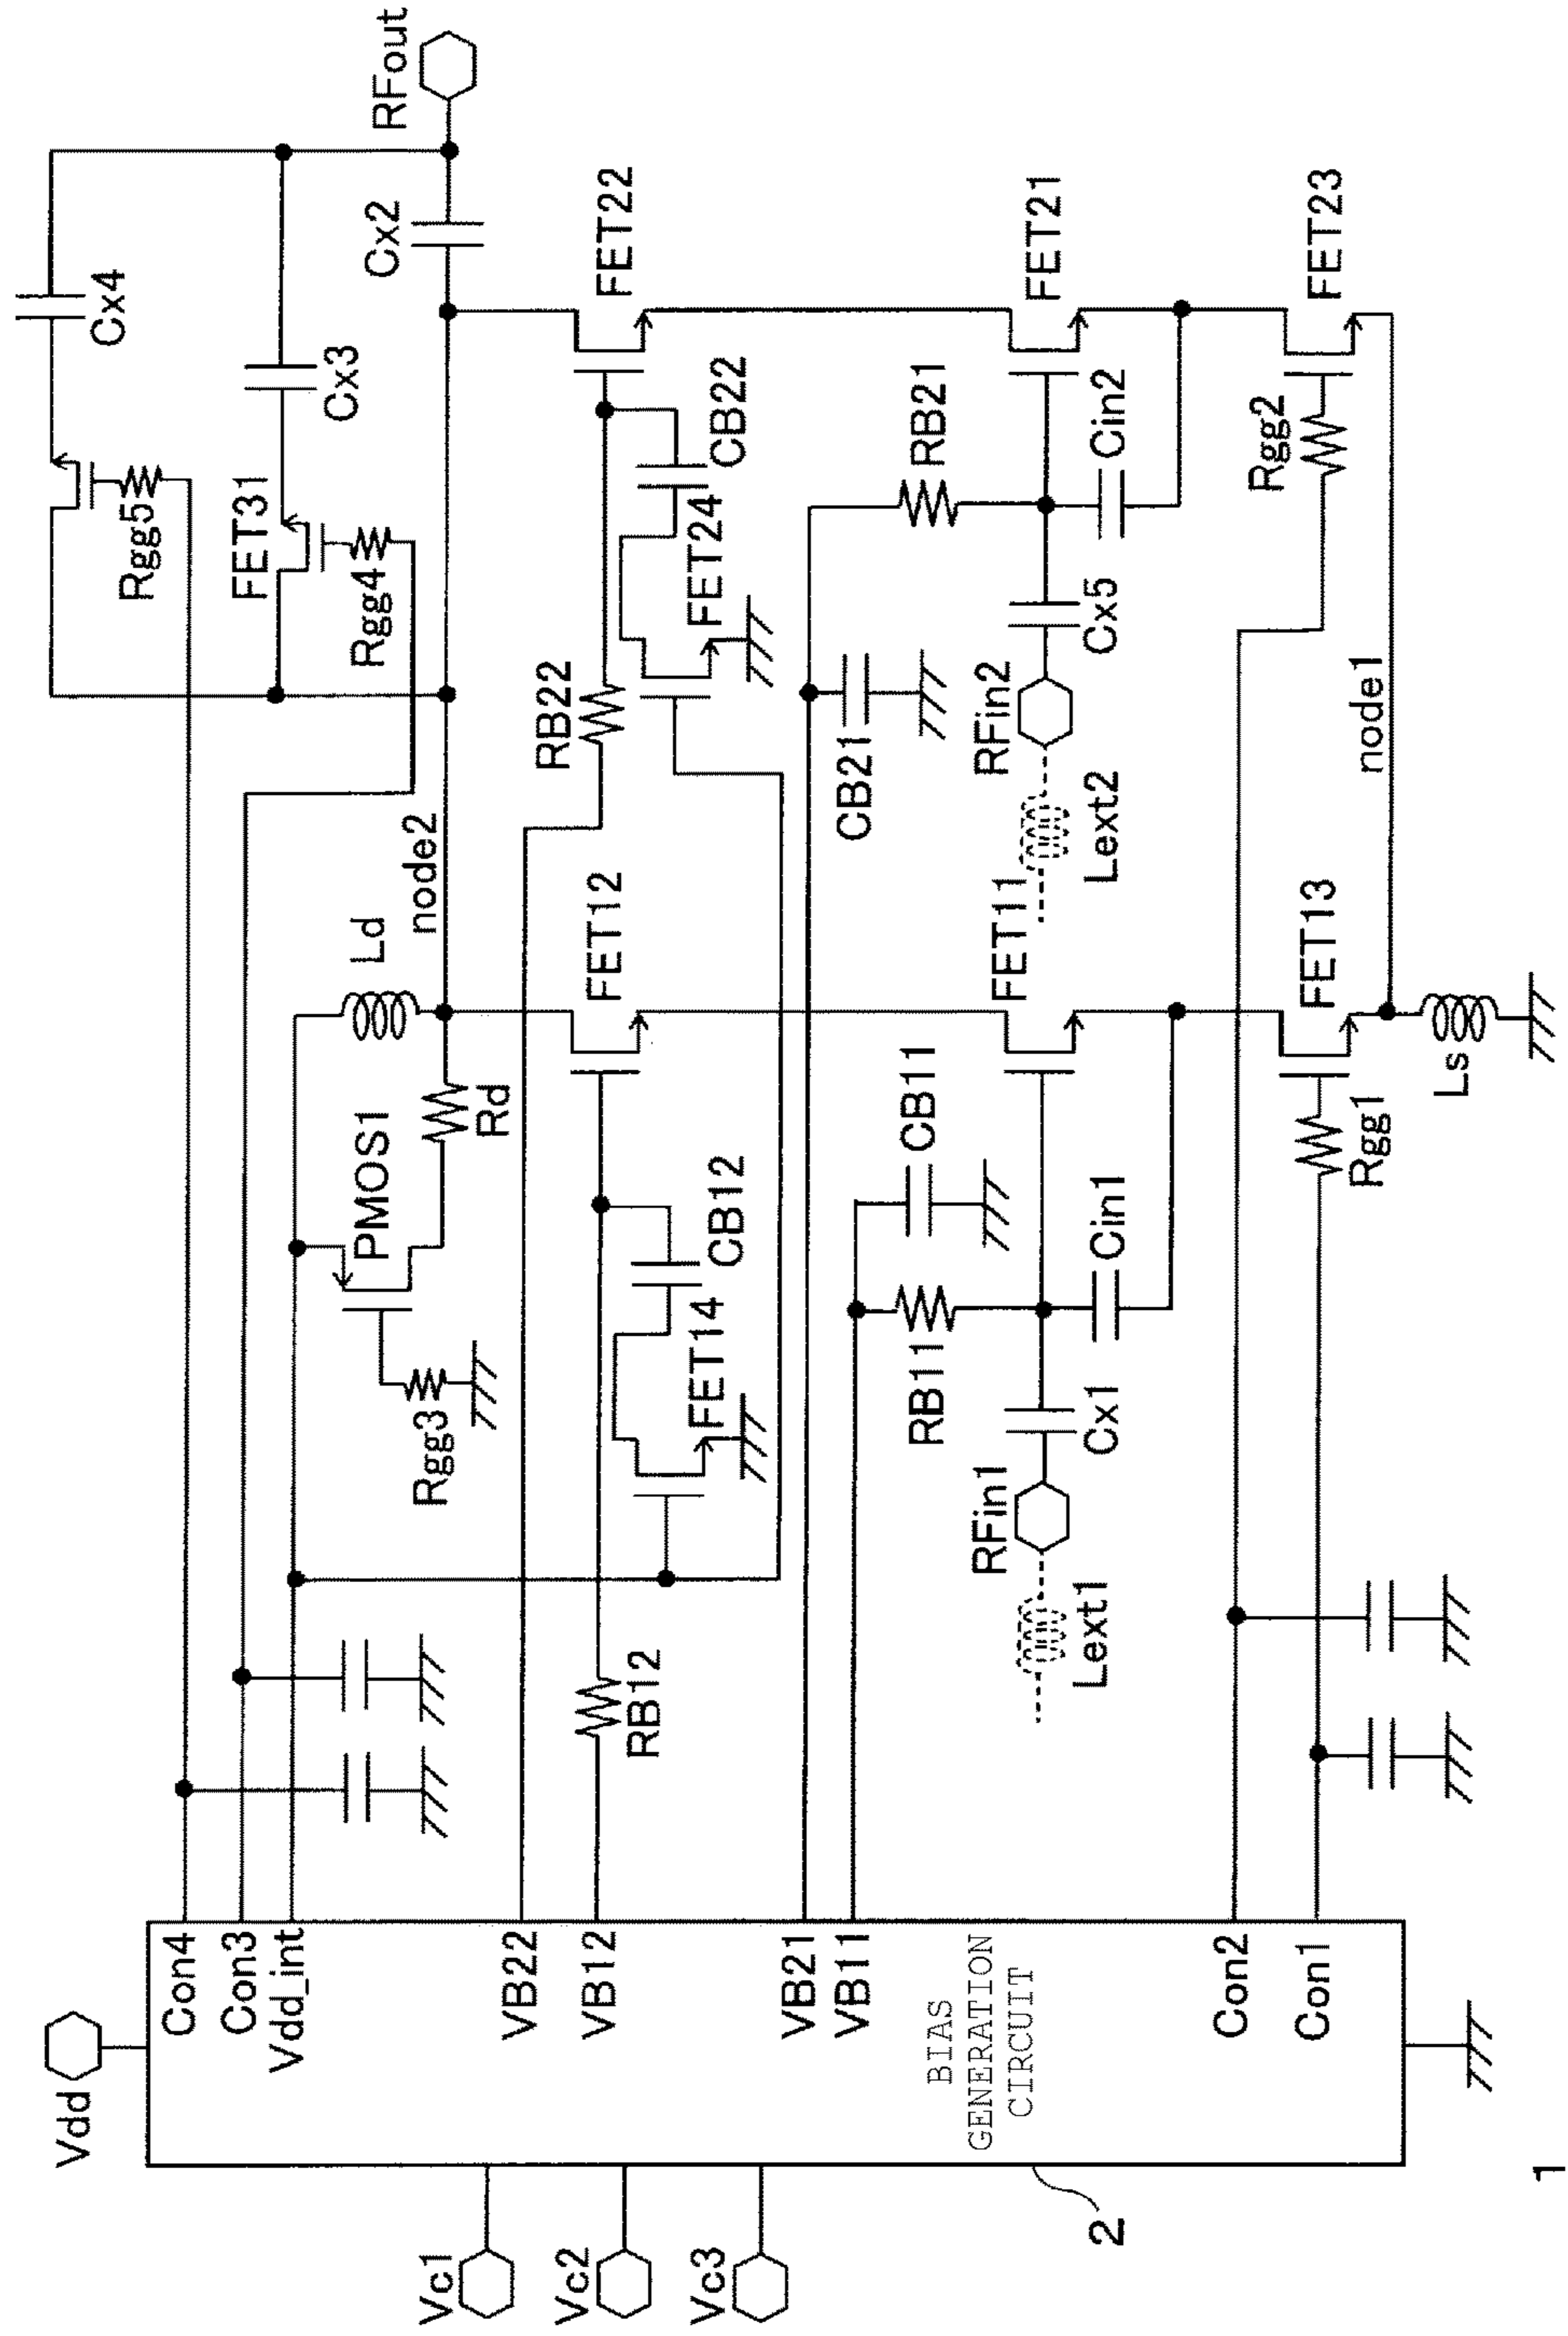 Vdd
Vc1
Vc2
Vc3
Con4
Con3
Vdd_int
VB22
VB12
VB21
VB11
BIAS
GENERATION
CIRCUIT
Con2
Con1
2
1
Rgg3
PMOS1
Rd
Ld
node2
Rgg5
FET31
Rgg4
Cx4
Cx3
Cx2
RFout
RB12
FET14
CB12
FET12
RB22
FET24
CB22
FET22
Lext1
RFin1
Cx1
RB11
CB11
Cin1
FET11
Lext2
RFin2
Cx5
CB21
RB21
Cin2
FET21
Rgg1
FET13
Ls
node1
Rgg2
FET23